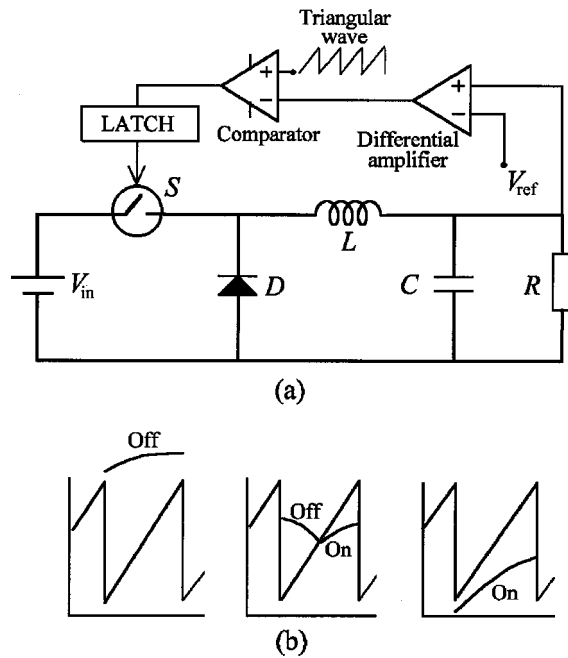 Triangular
wave
LATCH
Comparator
Differential
amplifier
V_ref
S
L
V_in
D
C
R
(a)
Off
Off
On
On
(b)